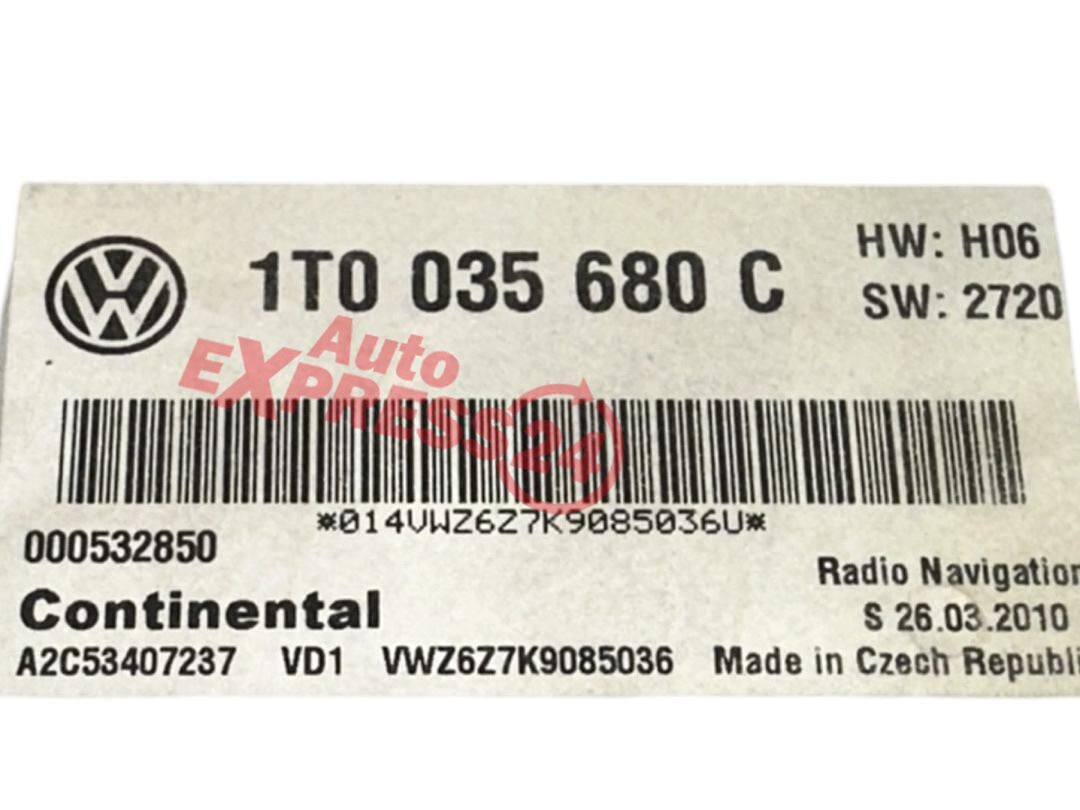 1T0 035 680 C
HW: H06
SW: 2720
Auto
EXPRESS24
*014VWZ6Z7K9085036U*
000532850
Continental
Radio Navigation
S 26.03.2010
A2C53407237 VD1 VWZ6Z7K9085036 Made in Czech Republi